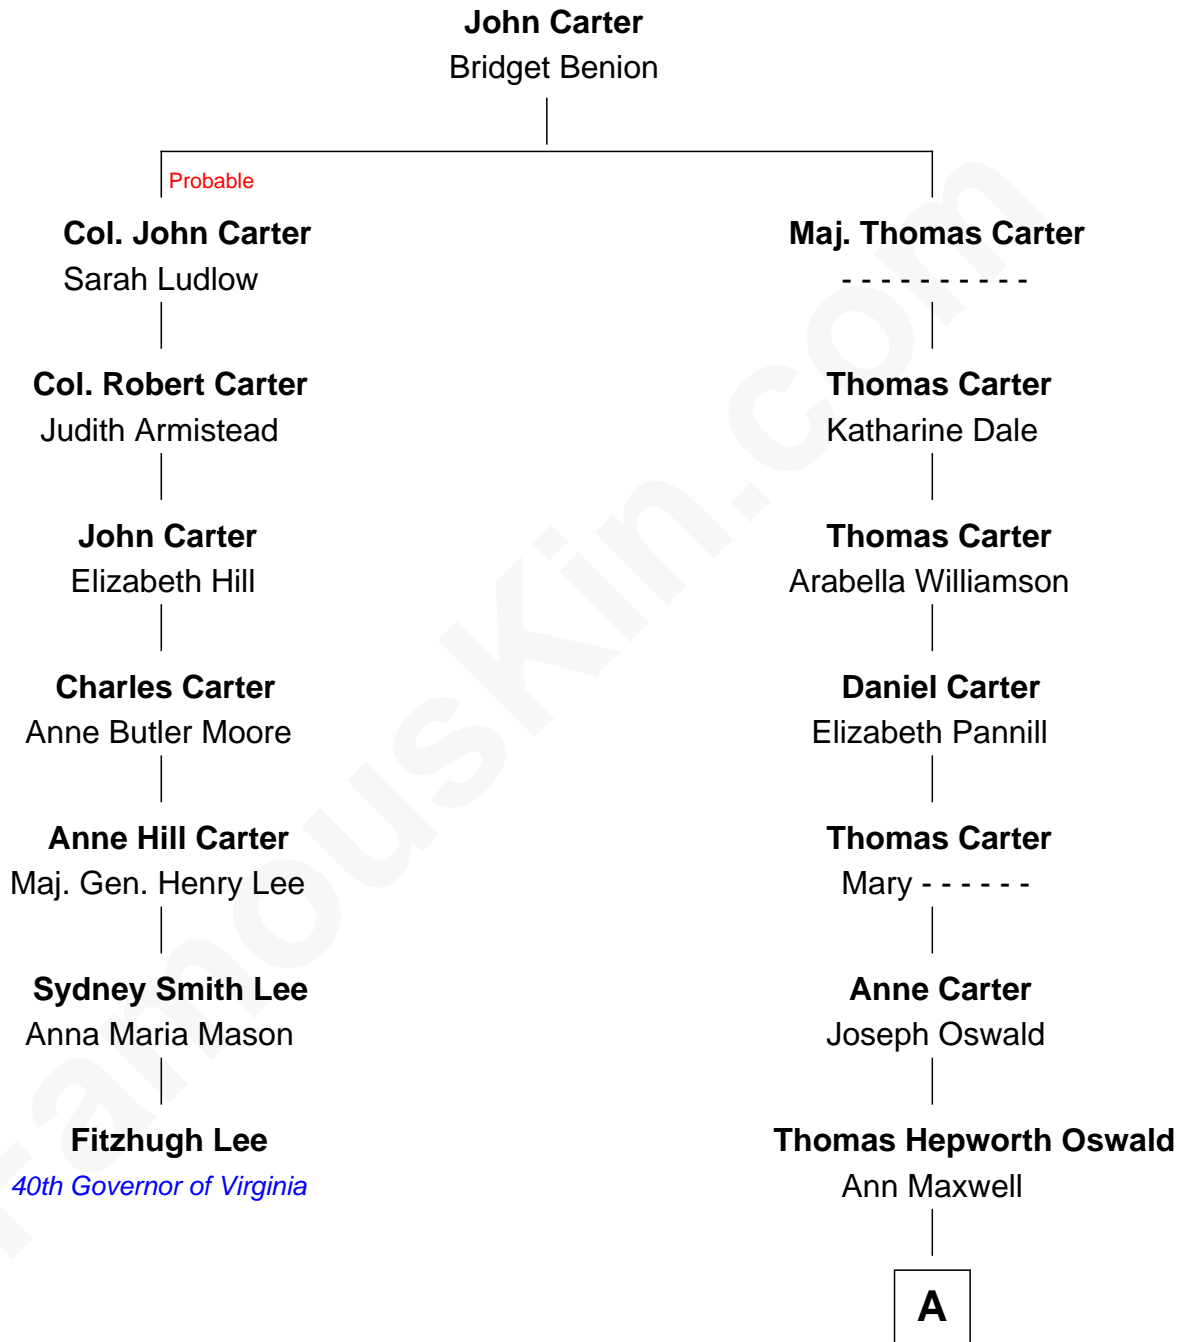 John Carter
Bridget Benion
Probable
Col. John Carter
Sarah Ludlow
Maj. Thomas Carter
- - - - - - - - - -
Col. Robert Carter
Judith Armistead
Thomas Carter
Katharine Dale
John Carter
Elizabeth Hill
Thomas Carter
Arabella Williamson
Charles Carter
Anne Butler Moore
Daniel Carter
Elizabeth Pannill
Anne Hill Carter
Maj. Gen. Henry Lee
Thomas Carter
Mary - - - - - -
Sydney Smith Lee
Anna Maria Mason
Anne Carter
Joseph Oswald
Fitzhugh Lee
40th Governor of Virginia
Thomas Hepworth Oswald
Ann Maxwell
A
FamousKin.com